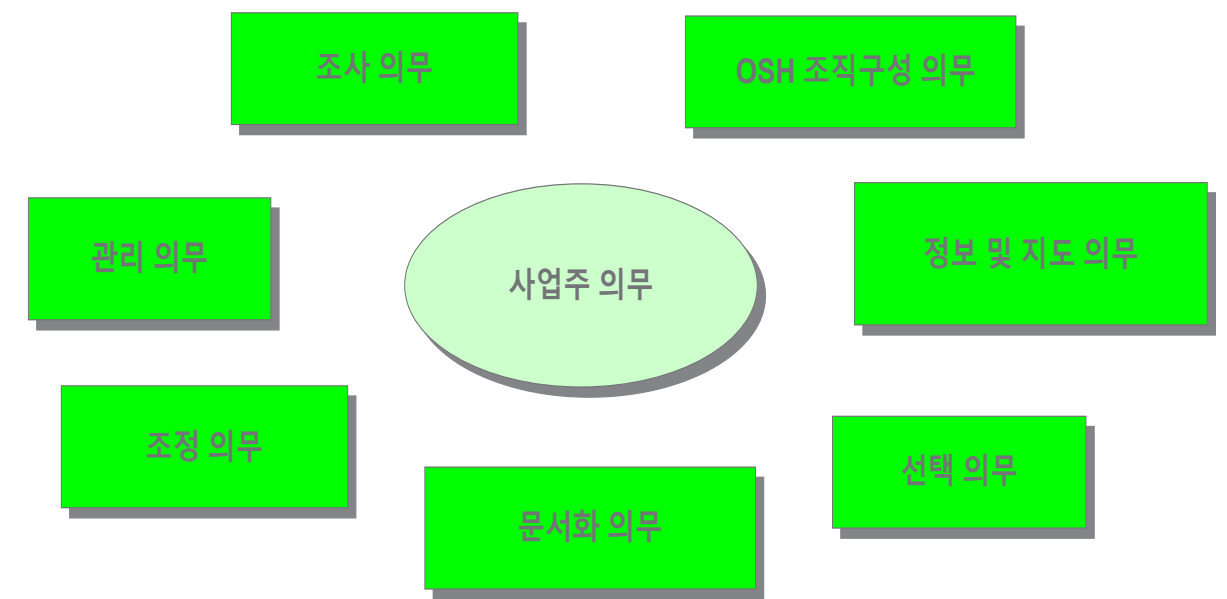 조사 의무
OSH 조직구성 의무
관리 의무
사업주 의무
정보 및 지도 의무
조정 의무
문서화 의무
선택 의무